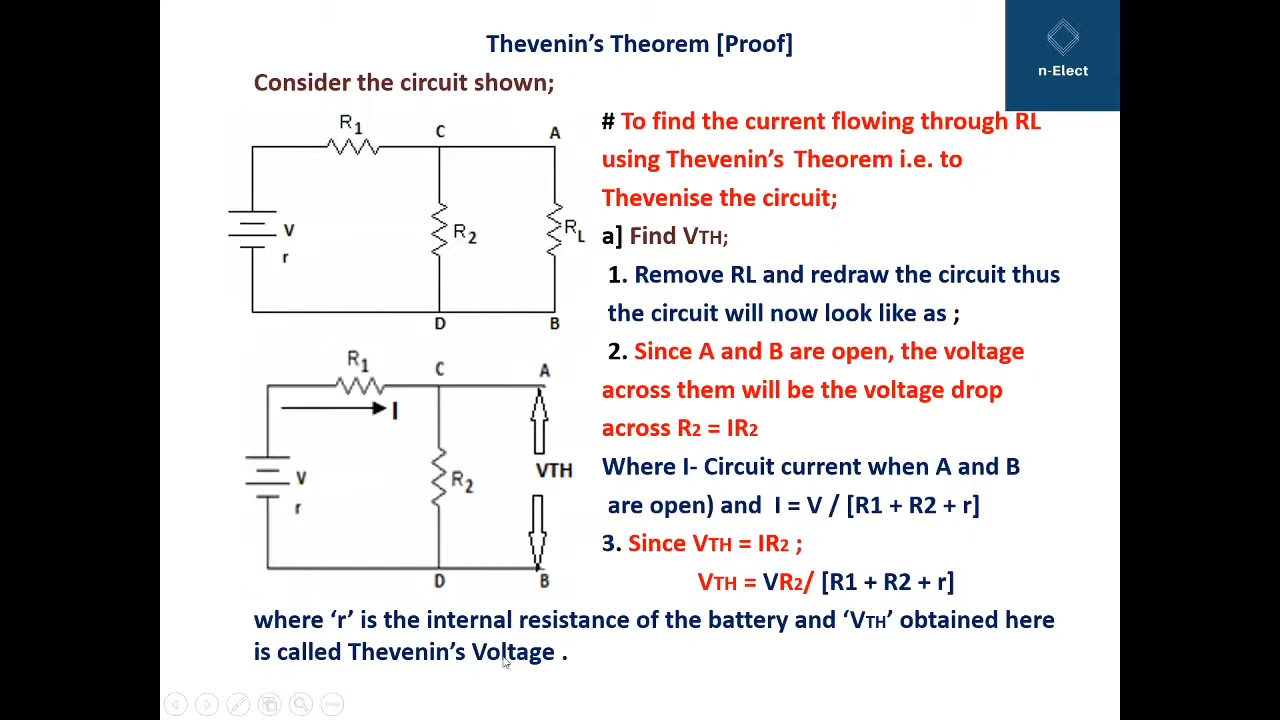 Thevenin's Theorem [Proof]
n-Elect
Consider the circuit shown;
R1
C
A
V
r
R2
RL
D
B
R1
C
A
I
V
r
R2
VTH
D
B
# To find the current flowing through RL
using Thevenin's Theorem i.e. to
Thevenise the circuit;
a] Find VTH;
1. Remove RL and redraw the circuit thus
the circuit will now look like as ;
2. Since A and B are open, the voltage
across them will be the voltage drop
across R2 = IR2
Where I- Circuit current when A and B
are open) and I = V / [R1 + R2 + r]
3. Since VTH = IR2 ;
VTH = VR2/ [R1 + R2 + r]
where ‘r’ is the internal resistance of the battery and ‘VTH’ obtained here
is called Thevenin's Voltage .